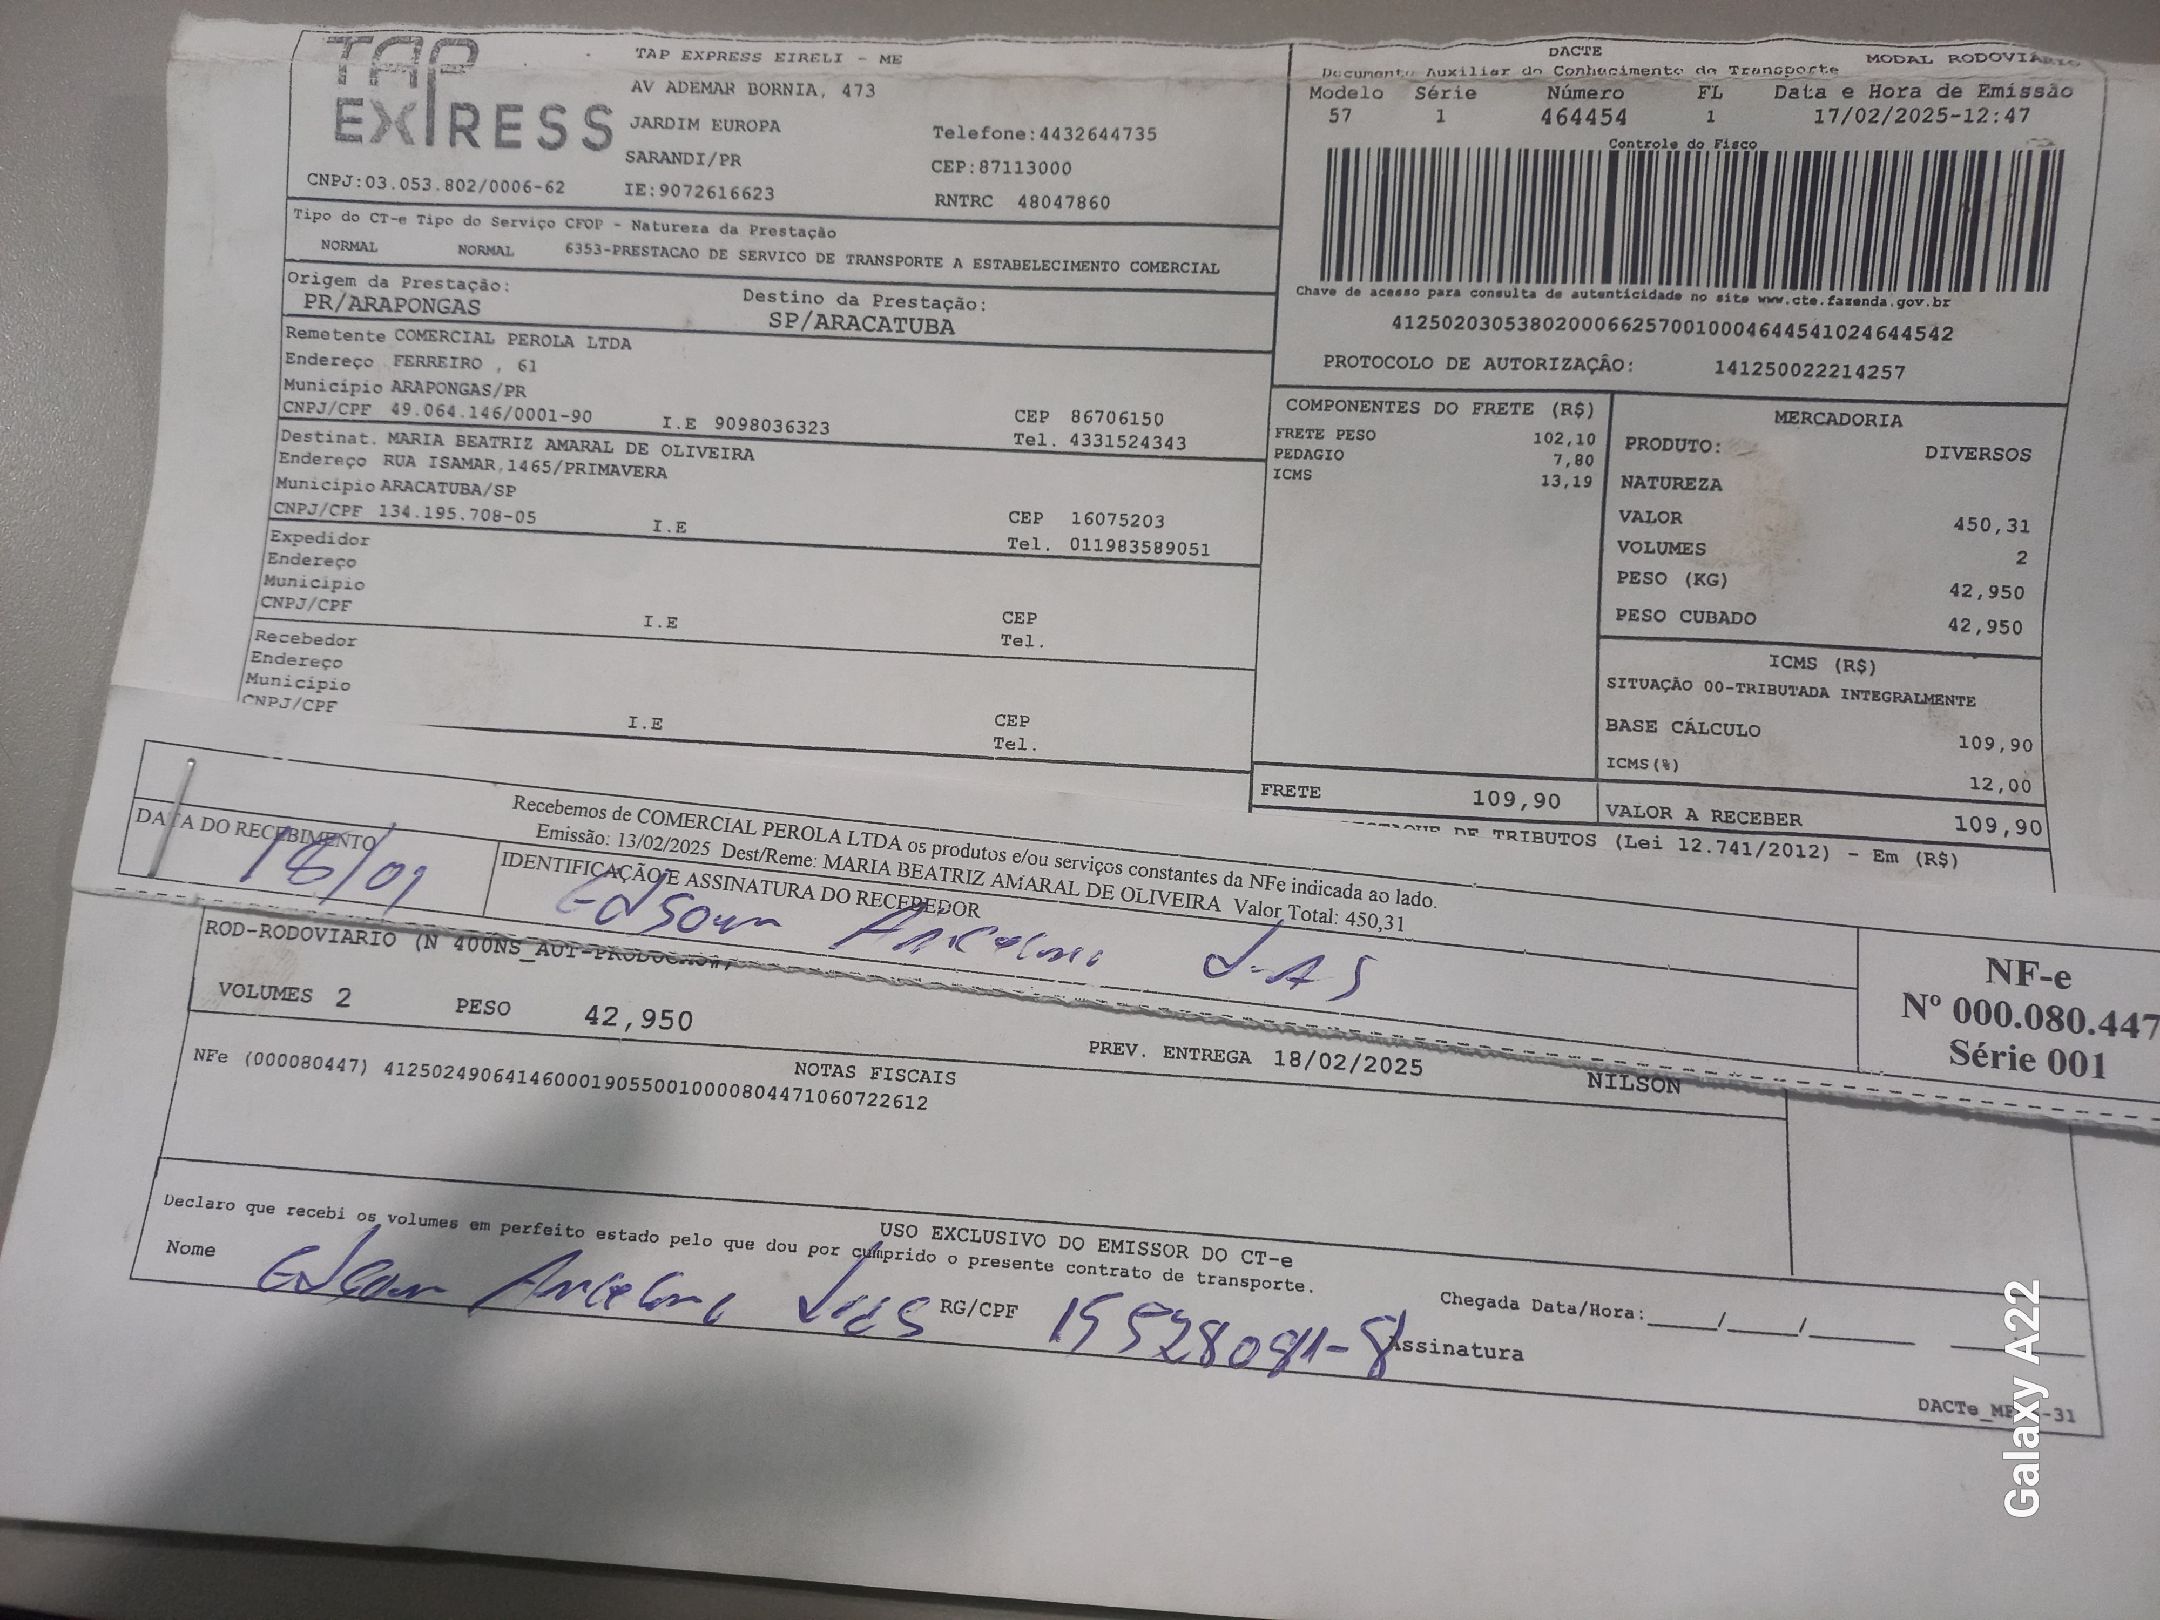 TAP EXPRESS
TAP EXPRESS EIRELI - ME
AV ADEMAR BORNIA, 473
JARDIM EUROPA
Telefone:4432644735
SARANDI/PR
CEP:87113000
CNPJ:03.053.802/0006-62
IE:9072616623
RNTRC 48047860
DACTE
MODAL RODOVIÁRIO
Documento Auxiliar do Conhecimento de Transporte
Modelo Série Número FL Data e Hora de Emissão
57 1 464454 1 17/02/2025-12:47
Controle do Fisco
Chave de acesso para consulta de autenticidade no site www.cte.fazenda.gov.br
41250203053802000662570010004644541024644542
PROTOCOLO DE AUTORIZAÇÂO: 141250022214257
Tipo do CT-e Tipo do Serviço CFOP - Natureza da Prestação
NORMAL NORMAL 6353-PRESTACAO DE SERVICO DE TRANSPORTE A ESTABELECIMENTO COMERCIAL
Origem da Prestação:
PR/ARAPONGAS
Destino da Prestação:
SP/ARACATUBA
Remetente COMERCIAL PEROLA LTDA
Endereço FERREIRO , 61
Município ARAPONGAS/PR
CNPJ/CPF 49.064.146/0001-90 I.E 9098036323
CEP 86706150
Tel. 4331524343
Destinat. MARIA BEATRIZ AMARAL DE OLIVEIRA
Endereço RUA ISAMAR,1465/PRIMAVERA
Município ARACATUBA/SP
CNPJ/CPF 134.195.708-05 I.E
CEP 16075203
Tel. 011983589051
Expedidor
Endereço
Município
CNPJ/CPF I.E
CEP
Tel.
Recebedor
Endereço
Município
CNPJ/CPF I.E
CEP
Tel.
COMPONENTES DO FRETE (R$)
FRETE PESO 102,10
PEDAGIO 7,80
ICMS 13,19
FRETE 109,90
MERCADORIA
PRODUTO: DIVERSOS
NATUREZA
VALOR 450,31
VOLUMES 2
PESO (KG) 42,950
PESO CUBADO 42,950
ICMS (R$)
SITUAÇÃO 00-TRIBUTADA INTEGRALMENTE
BASE CÁLCULO 109,90
ICMS(%) 12,00
VALOR A RECEBER 109,90
DE TRIBUTOS (Lei 12.741/2012) - Em (R$)
Recebemos de COMERCIAL PEROLA LTDA os produtos e/ou serviços constantes da NFe indicada ao lado.
Emissão: 13/02/2025 Dest/Reme: MARIA BEATRIZ AMARAL DE OLIVEIRA Valor Total: 450,31
DATA DO RECEBIMENTO
18/01
IDENTIFICAÇÃO E ASSINATURA DO RECEBEDOR
Edson
NF-e
Nº 000.080.447
Série 001
ROD-RODOVIARIO (N 400NS_AUT-PRODUCAO#/
VOLUMES 2 PESO 42,950
PREV. ENTREGA 18/02/2025
NILSON
NOTAS FISCAIS
NFe (000080447) 41250249064146000190550010000804471060722612
USO EXCLUSIVO DO EMISSOR DO CT-e
Declaro que recebi os volumes em perfeito estado pelo que dou por cumprido o presente contrato de transporte.
Nome Edson
RG/CPF
Chegada Data/Hora:____/____/______
Assinatura
Galaxy A22